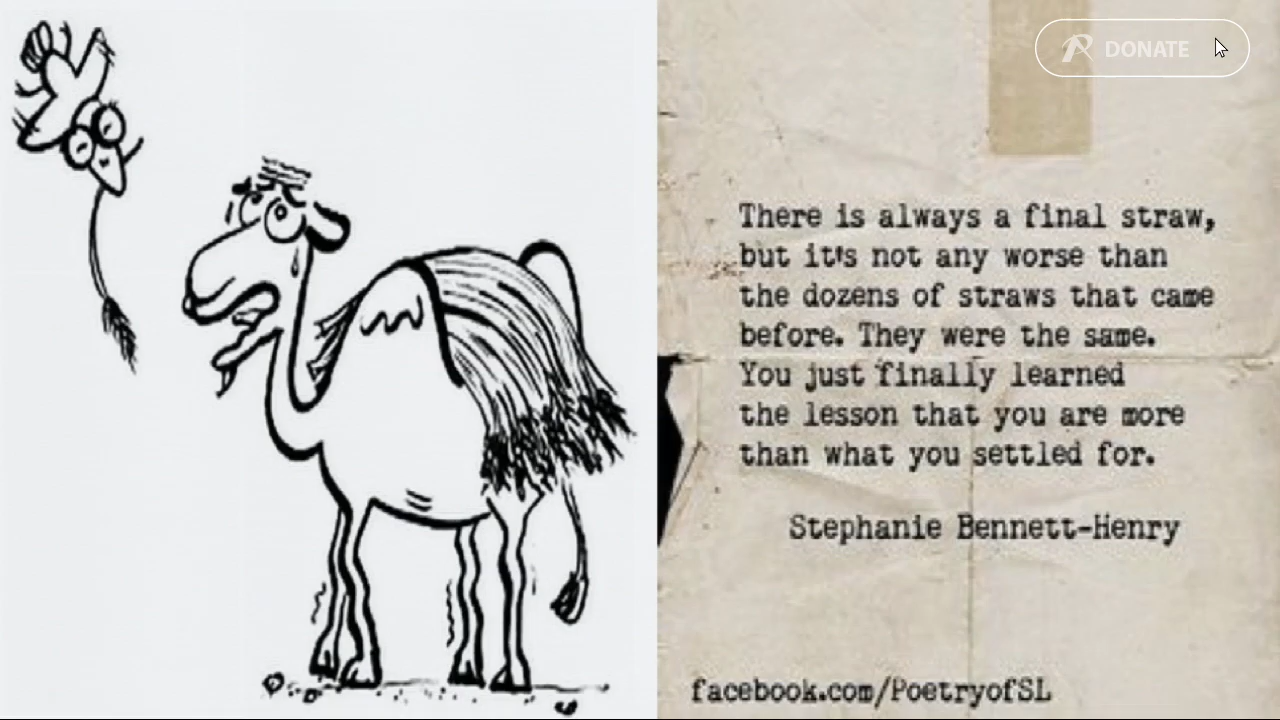 DONATE
There is always a final straw,
but it's not any worse than
the dozens of straws that came
before. They were the same.
You just finally learned
the lesson that you are more
than what you settled for.
Stephanie Bennett-Henry
facebook.com/PoetryofSL